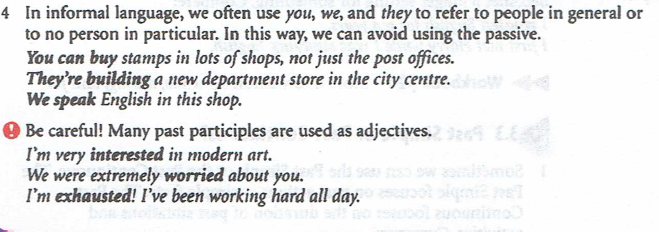 4 In informal language, we often use you, we, and they to refer to people in general or
to no person in particular. In this way, we can avoid using the passive.
You can buy stamps in lots of shops, not just the post offices.
They're building a new department store in the city centre.
We speak English in this shop.
Be careful! Many past participles are used as adjectives.
I'm very interested in modern art.
We were extremely worried about you.
I'm exhausted! I've been working hard all day.